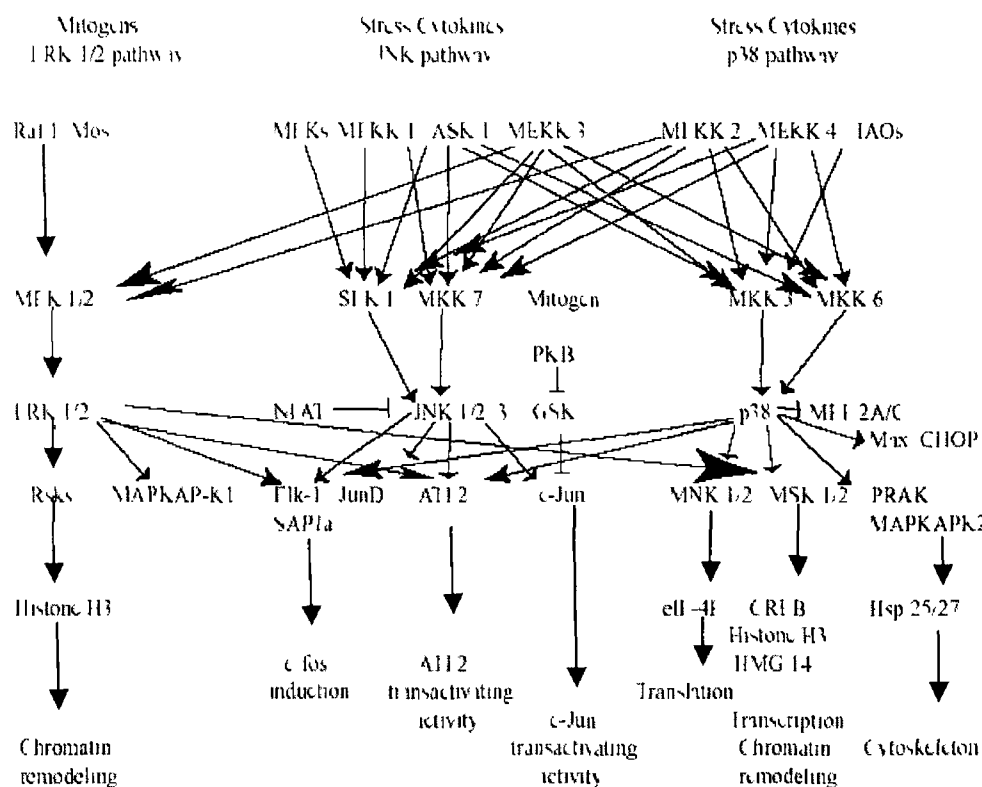 Mitogens
ERK 1/2 pathway
Stress Cytokines
JNK pathway
Stress Cytokines
p38 pathway
Raf 1 Mos
MLKs MEKK 1 ASK 1 MEKK 3
MEKK 2 MEKK 4 TAOs
MEK 1/2
SEK 1 MKK 7
Mitogen
MKK 3 MKK 6
PKB
ERK 1/2
NFAT
JNK 1/2 3
GSK
p38
MEF 2A/C
Max CHOP
Rsks
MAPKAP-K1
Elk-1 JunD
SAP1a
ATF2
c-Jun
MNK 1/2
MSK 1/2
PRAK
MAPKAPK2
Histone H3
eIF-4E
CREB
Histone H3
HMG 14
Hsp 25/27
c fos
induction
ATF2
transactivating
activity
Translation
c-Jun
transactivating
activity
Chromatin
remodeling
Transcription
Chromatin
remodeling
Cytoskeleton